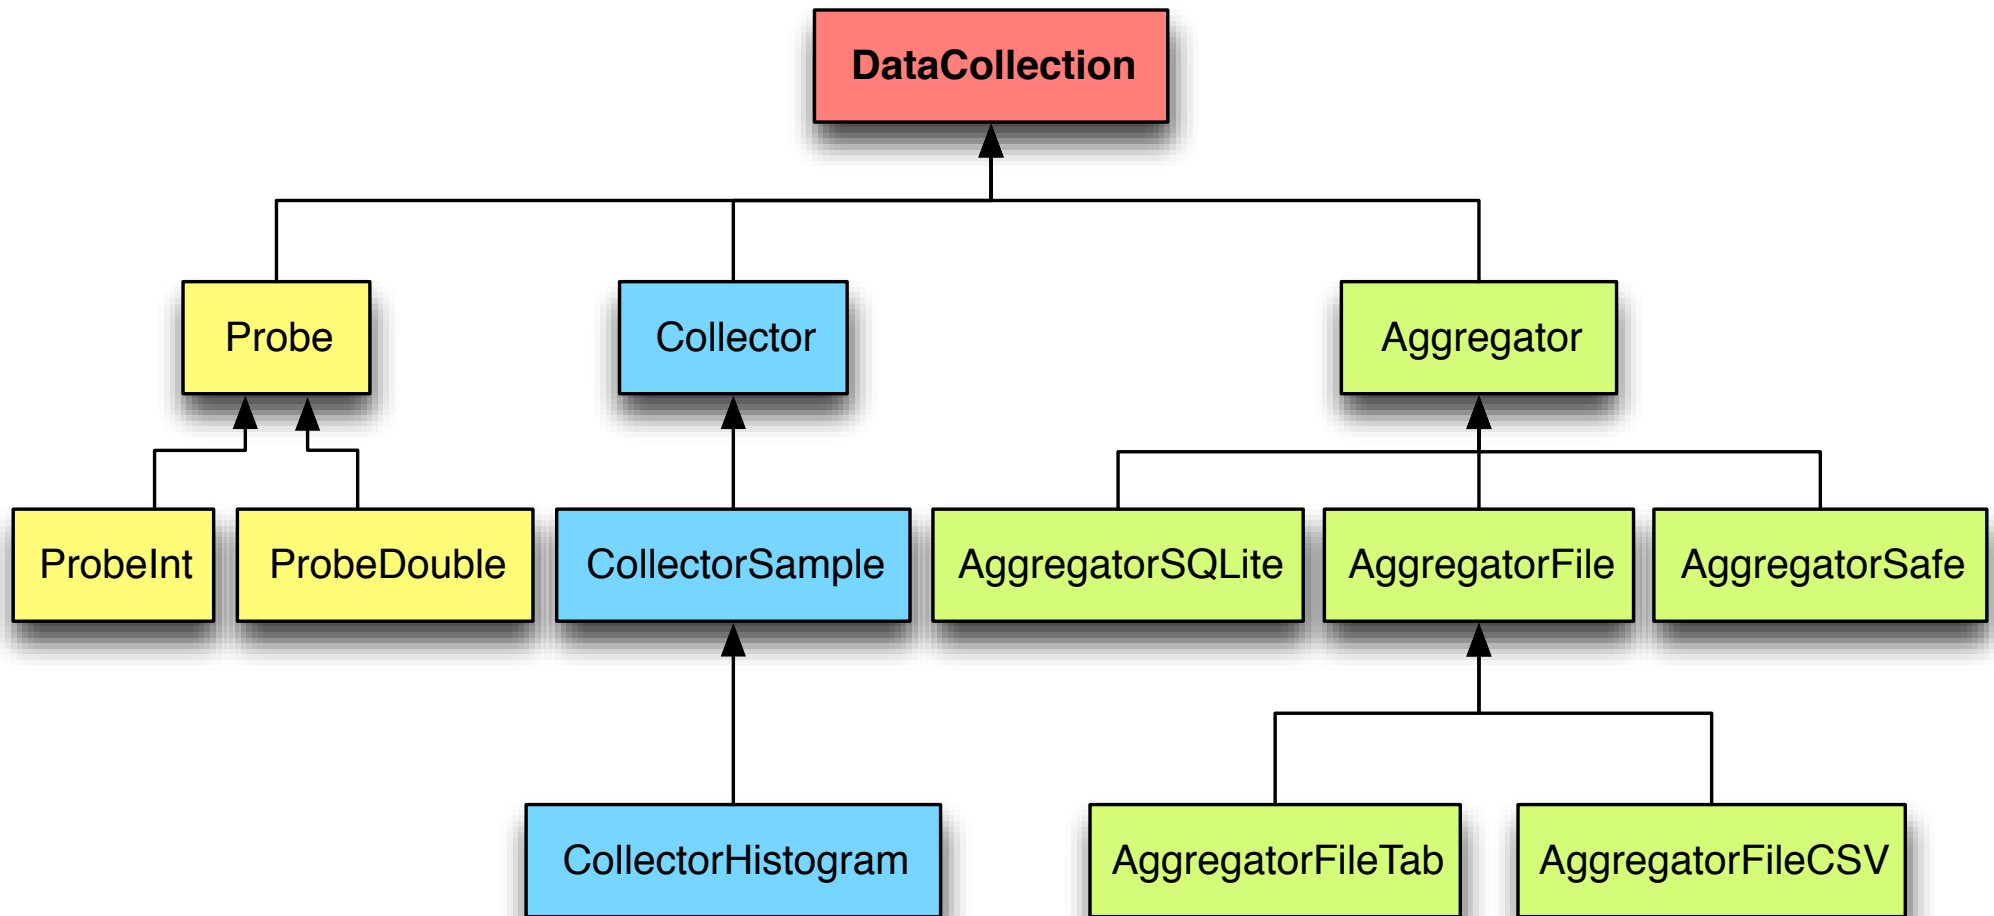 DataCollection
Probe
Collector
Aggregator
ProbeInt
ProbeDouble
CollectorSample
AggregatorSQLite
AggregatorFile
AggregatorSafe
CollectorHistogram
AggregatorFileTab
AggregatorFileCSV